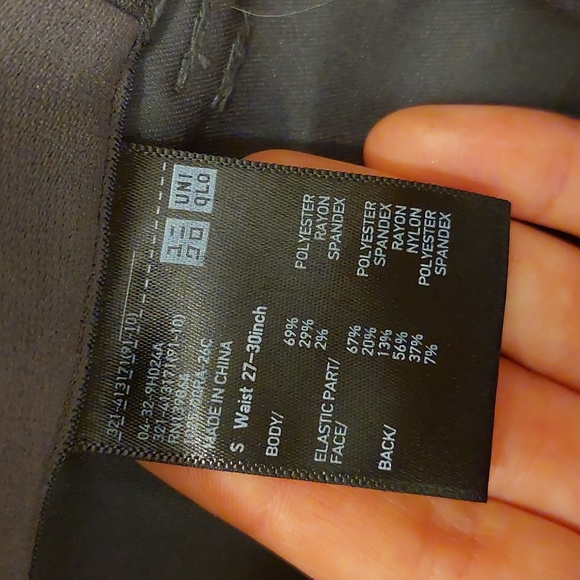 ユニ
クロ
UNI
QLO
321-413171(91-10)
04-32-9H024A
321-413171(91-10)
MADE IN CHINA
S Waist 27-30inch
BODY/ 69% POLYESTER
29% RAYON
2% SPANDEX
ELASTIC PART/
FACE/ 67% POLYESTER
20% SPANDEX
13% RAYON
BACK/ 56% NYLON
37% POLYESTER
7% SPANDEX